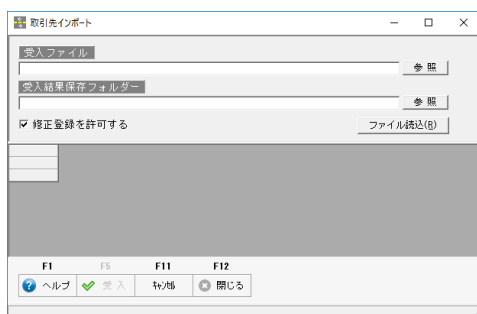 取引先インポート
受入ファイル
参照
受入結果保存フォルダー
参照
修正登録を許可する
ファイル読込(R)
F1 F5 F11 F12
ヘルプ 受入 ｷｬﾝｾﾙ 閉じる